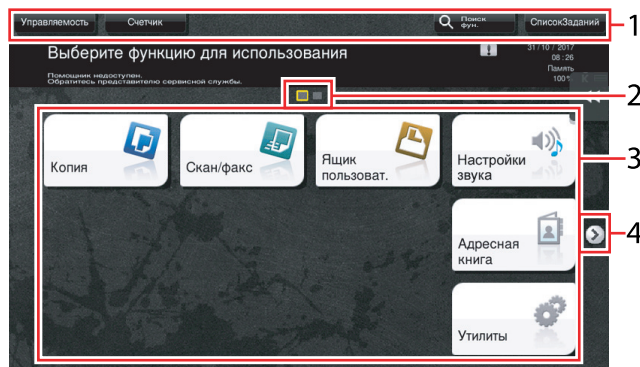 Управляемость Счетчик Поиск фун. СписокЗаданий 1
Выберите функцию для использования
31/10 / 2017
08 : 26
Помощник недоступен.
Обратитесь представителю сервисной службы.
Память
100%
2
Копия
Скан/факс
Ящик
пользоват.
Настройки
звука
3
Адресная
книга
4
Утилиты